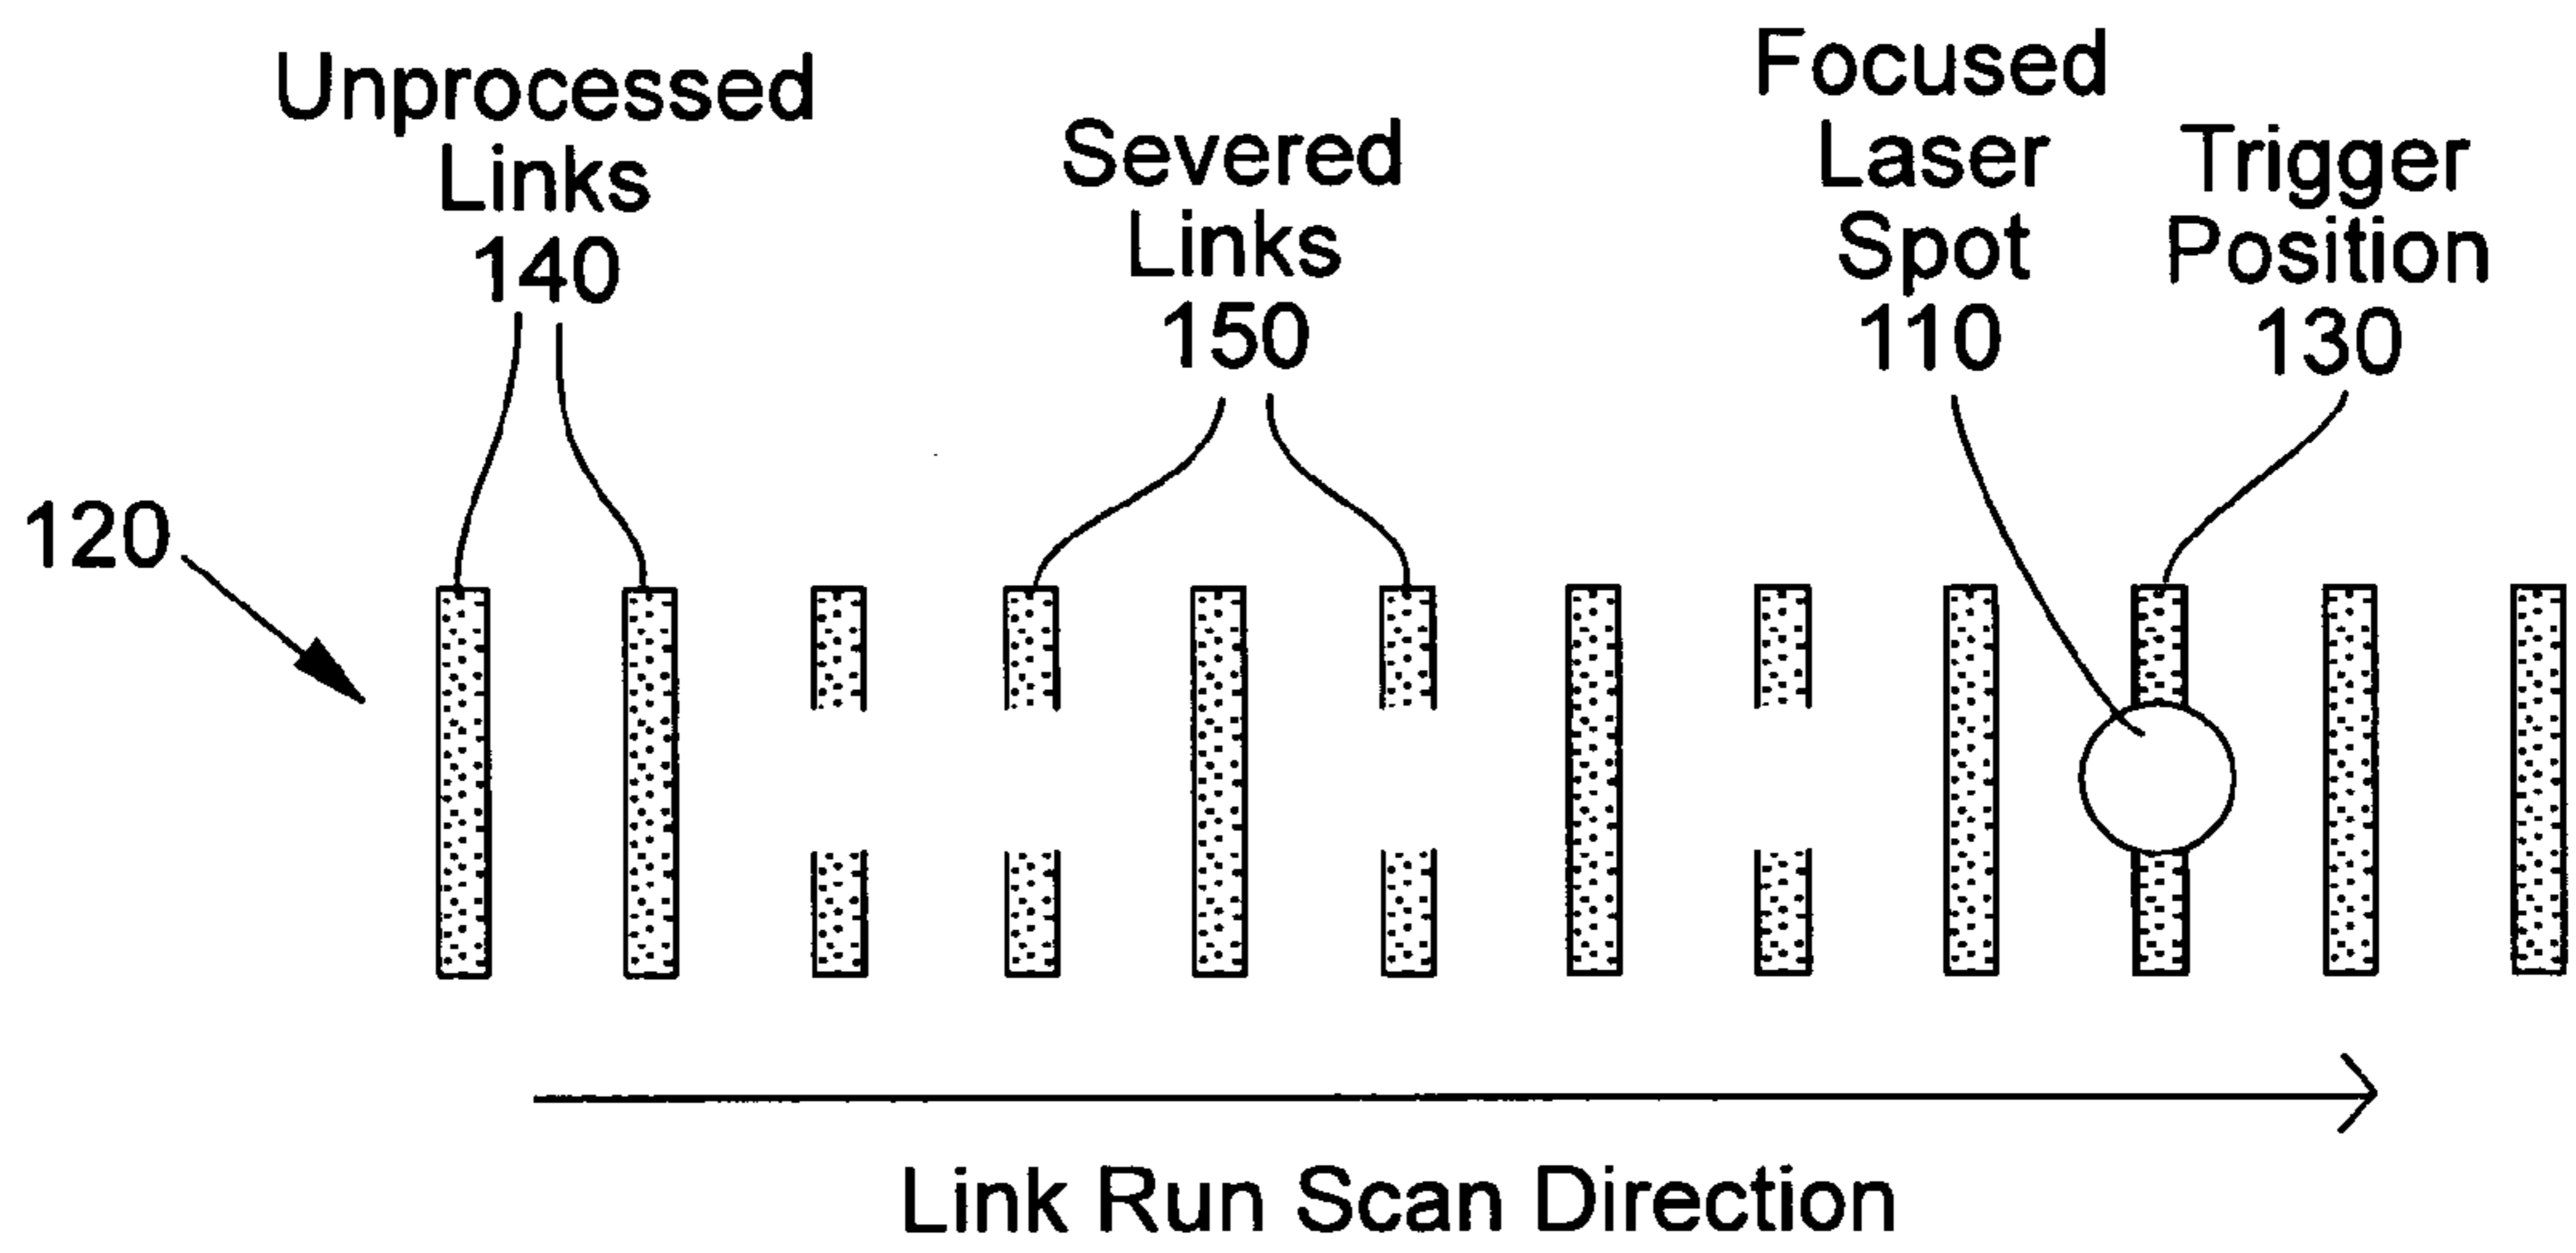 Unprocessed
Links
140
Severed
Links
150
Focused
Laser
Spot
110
Trigger
Position
130
120
Link Run Scan Direction